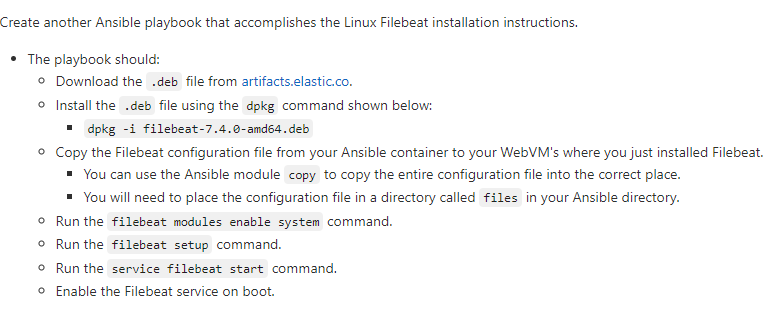 Create another Ansible playbook that accomplishes the Linux Filebeat installation instructions.
The playbook should:
Download the .deb file from artifacts.elastic.co.
Install the .deb file using the dpkg command shown below:
dpkg -i filebeat-7.4.0-amd64.deb
Copy the Filebeat configuration file from your Ansible container to your WebVM's where you just installed Filebeat.
You can use the Ansible module copy to copy the entire configuration file into the correct place.
You will need to place the configuration file in a directory called files in your Ansible directory.
Run the filebeat modules enable system command.
Run the filebeat setup command.
Run the service filebeat start command.
Enable the Filebeat service on boot.